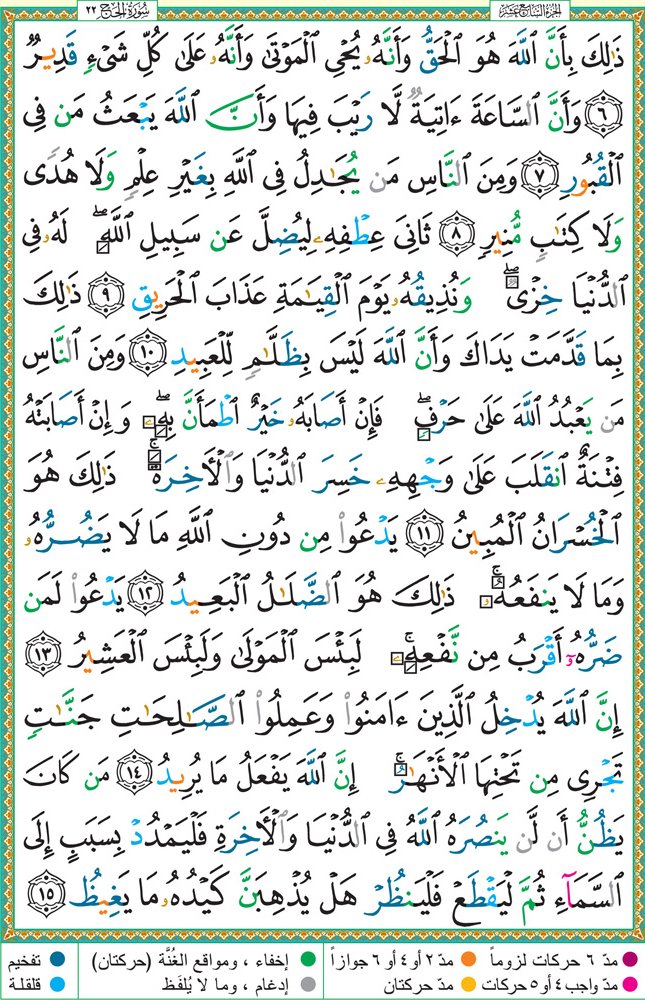 الجزء السابع عشر
سورة الحج ٢٢
ذَٰلِكَ بِأَنَّ ٱللَّهَ هُوَ ٱلْحَقُّ وَأَنَّهُۥ يُحْىِ ٱلْمَوْتَىٰ وَأَنَّهُۥ عَلَىٰ كُلِّ شَىْءٍ قَدِيرٌ
٦ وَأَنَّ ٱلسَّاعَةَ ءَاتِيَةٌ لَّا رَيْبَ فِيهَا وَأَنَّ ٱللَّهَ يَبْعَثُ مَن فِى
ٱلْقُبُورِ ٧ وَمِنَ ٱلنَّاسِ مَن يُجَٰدِلُ فِى ٱللَّهِ بِغَيْرِ عِلْمٍ وَلَا هُدًى
وَلَا كِتَٰبٍ مُّنِيرٍ ٨ ثَانِىَ عِطْفِهِۦ لِيُضِلَّ عَن سَبِيلِ ٱللَّهِ ۖ لَهُۥ فِى
ٱلدُّنْيَا خِزْىٌ ۖ وَنُذِيقُهُۥ يَوْمَ ٱلْقِيَٰمَةِ عَذَابَ ٱلْحَرِيقِ ٩ ذَٰلِكَ
بِمَا قَدَّمَتْ يَدَاكَ وَأَنَّ ٱللَّهَ لَيْسَ بِظَلَّٰمٍ لِّلْعَبِيدِ ١٠ وَمِنَ ٱلنَّاسِ
مَن يَعْبُدُ ٱللَّهَ عَلَىٰ حَرْفٍ ۖ فَإِنْ أَصَابَهُۥ خَيْرٌ ٱطْمَأَنَّ بِهِۦ ۖ وَإِنْ أَصَابَتْهُ
فِتْنَةٌ ٱنقَلَبَ عَلَىٰ وَجْهِهِۦ خَسِرَ ٱلدُّنْيَا وَٱلْءَاخِرَةَ ۚ ذَٰلِكَ هُوَ
ٱلْخُسْرَانُ ٱلْمُبِينُ ١١ يَدْعُوا۟ مِن دُونِ ٱللَّهِ مَا لَا يَضُرُّهُۥ
وَمَا لَا يَنفَعُهُۥ ۚ ذَٰلِكَ هُوَ ٱلضَّلَٰلُ ٱلْبَعِيدُ ١٢ يَدْعُوا۟ لَمَن
ضَرُّهُۥٓ أَقْرَبُ مِن نَّفْعِهِۦ ۚ لَبِئْسَ ٱلْمَوْلَىٰ وَلَبِئْسَ ٱلْعَشِيرُ ١٣
إِنَّ ٱللَّهَ يُدْخِلُ ٱلَّذِينَ ءَامَنُوا۟ وَعَمِلُوا۟ ٱلصَّٰلِحَٰتِ جَنَّٰتٍ
تَجْرِى مِن تَحْتِهَا ٱلْأَنْهَٰرُ ۚ إِنَّ ٱللَّهَ يَفْعَلُ مَا يُرِيدُ ١٤ مَن كَانَ
يَظُنُّ أَن لَّن يَنصُرَهُ ٱللَّهُ فِى ٱلدُّنْيَا وَٱلْءَاخِرَةِ فَلْيَمْدُدْ بِسَبَبٍ إِلَى
ٱلسَّمَآءِ ثُمَّ لْيَقْطَعْ فَلْيَنظُرْ هَلْ يُذْهِبَنَّ كَيْدُهُۥ مَا يَغِيظُ ١٥
مدّ ٦ حركات لزوماً مدّ ٢ أو ٤ أو ٦ جوازاً إخفاء ، ومواقع الغُنَّة (حركتان) تفخيم
مدّ واجب ٤ أو ٥ حركات مدّ حركتان إدغام ، وما لا يُلفَظ قلقلة